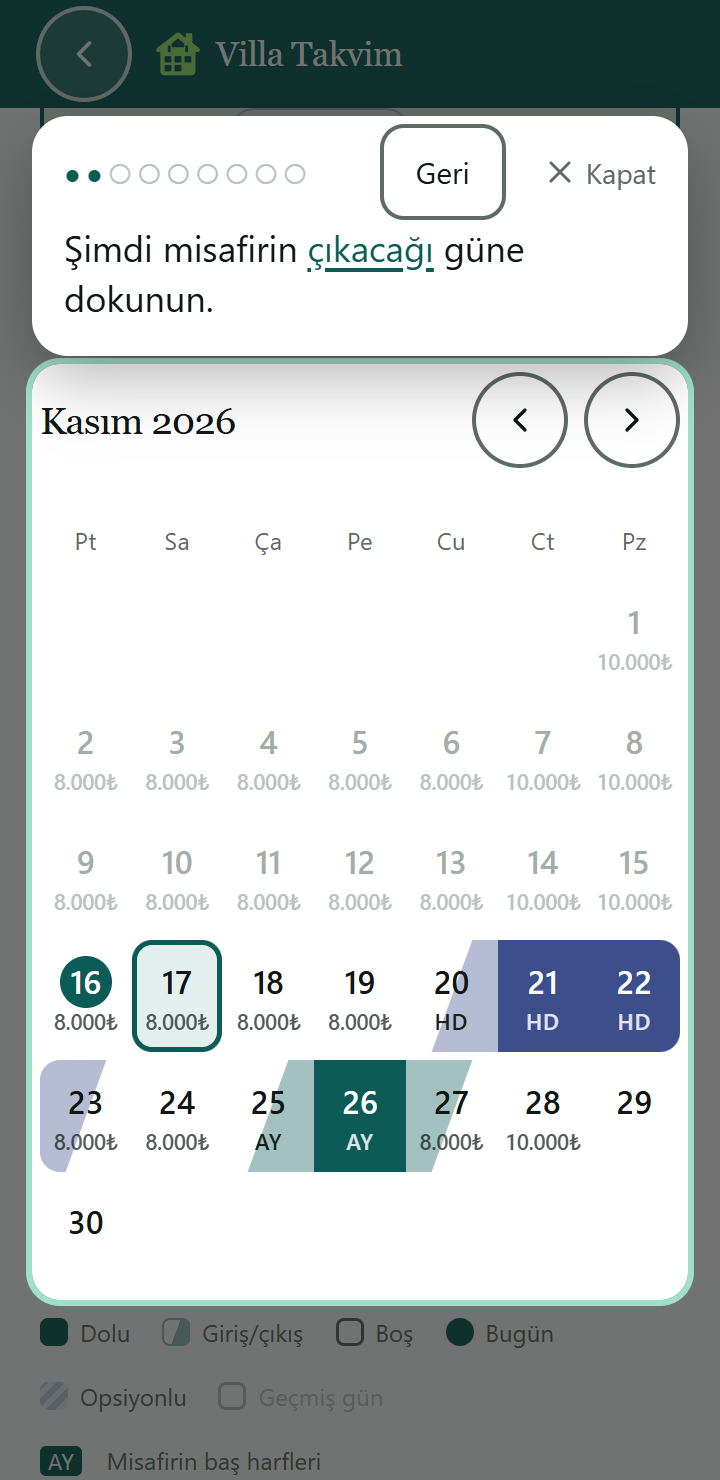 Villa Takvim
Geri
Kapat
Şimdi misafirin çıkacağı güne
dokunun.
Kasım 2026
Pt Sa Ça Pe Cu Ct Pz
1
10.000₺
2 3 4 5 6 7 8
8.000₺ 8.000₺ 8.000₺ 8.000₺ 8.000₺ 10.000₺ 10.000₺
9 10 11 12 13 14 15
8.000₺ 8.000₺ 8.000₺ 8.000₺ 8.000₺ 10.000₺ 10.000₺
16 17 18 19 20 21 22
8.000₺ 8.000₺ 8.000₺ 8.000₺ HD HD HD
23 24 25 26 27 28 29
8.000₺ 8.000₺ AY AY 8.000₺ 10.000₺
30
Dolu Giriş/çıkış Boş Bugün
Opsiyonlu Geçmiş gün
AY Misafirin baş harfleri